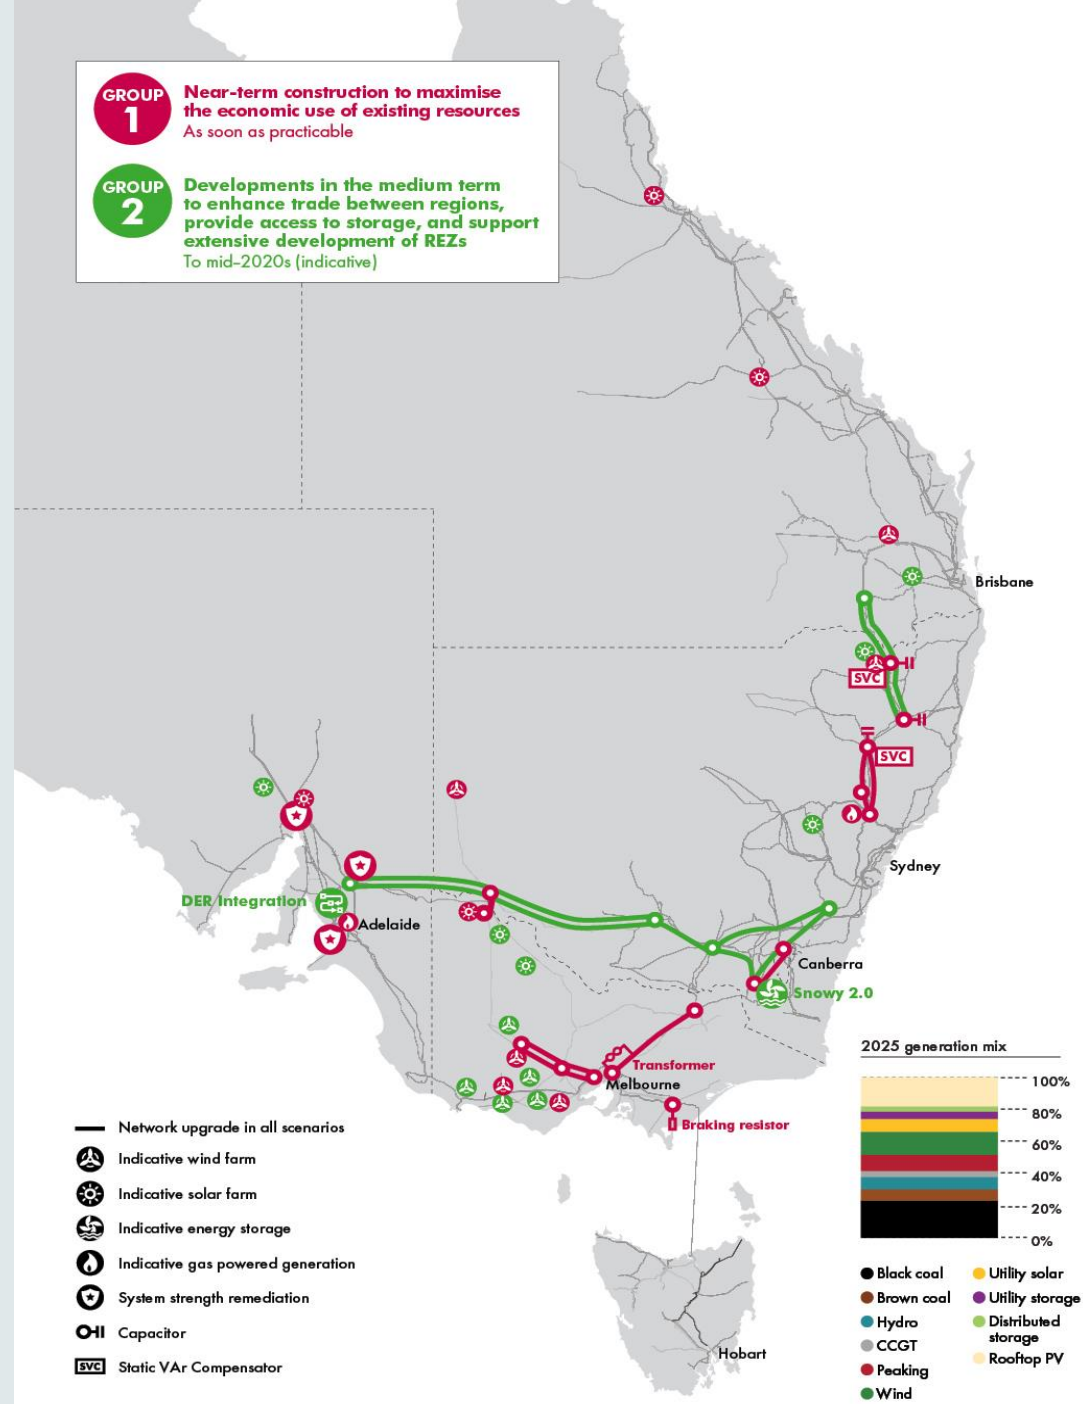 GROUP
1
Near-term construction to maximise
the economic use of existing resources
As soon as practicable
GROUP
2
Developments in the medium term
to enhance trade between regions,
provide access to storage, and support
extensive development of REZs
To mid-2020s (indicative)
Brisbane
SVC
SVC
Sydney
DER Integration
Adelaide
Canberra
Snowy 2.0
Transformer
Melbourne
Braking resistor
Hobart
Network upgrade in all scenarios
Indicative wind farm
Indicative solar farm
Indicative energy storage
Indicative gas powered generation
System strength remediation
Capacitor
SVC Static VAr Compensator
2025 generation mix
100%
80%
60%
40%
20%
0%
Black coal
Brown coal
Hydro
CCGT
Peaking
Wind
Utility solar
Utility storage
Distributed
storage
Rooftop PV